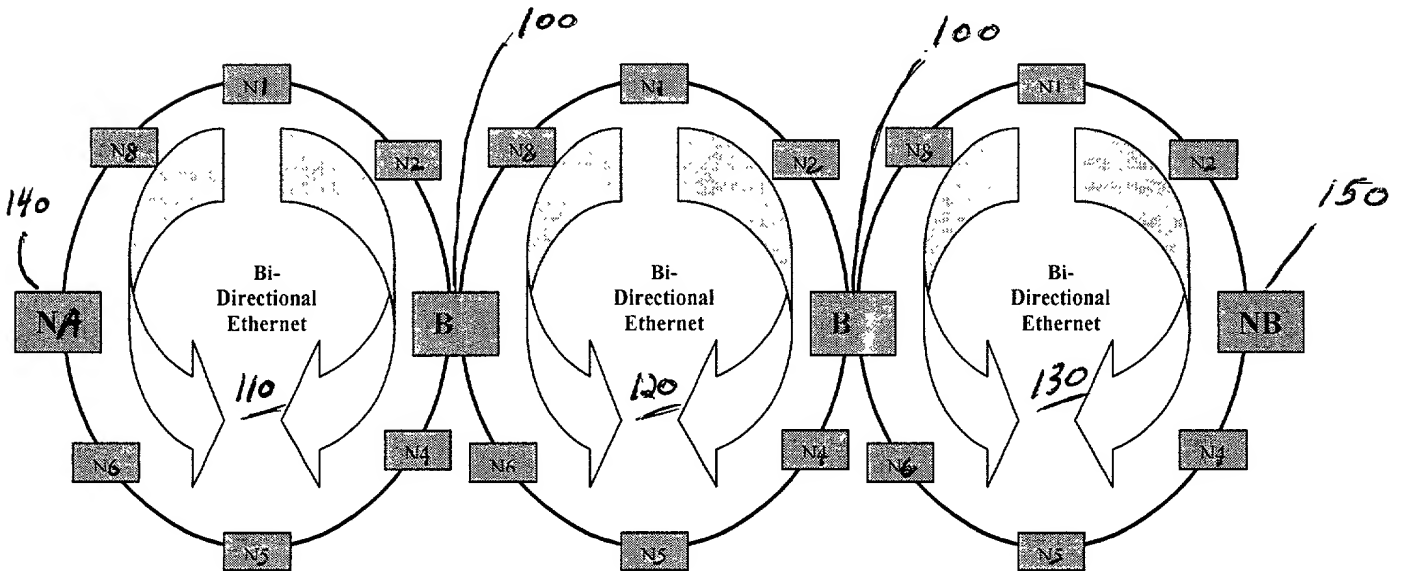 100
100
N1
N1
N1
N8
N2
N8
N2
N8
N2
140
150
Bi-
Directional
Ethernet
Bi-
Directional
Ethernet
Bi-
Directional
Ethernet
NA
B
B
NB
110
120
130
N6
N4
N6
N4
N6
N4
N5
N5
N5